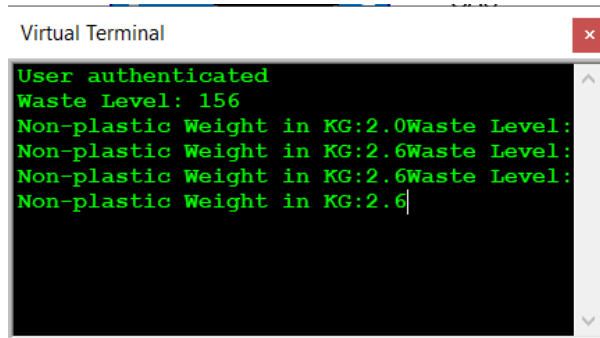 Virtual Terminal
User authenticated
Waste Level: 156
Non-plastic Weight in KG:2.0Waste Level:
Non-plastic Weight in KG:2.6Waste Level:
Non-plastic Weight in KG:2.6Waste Level:
Non-plastic Weight in KG:2.6